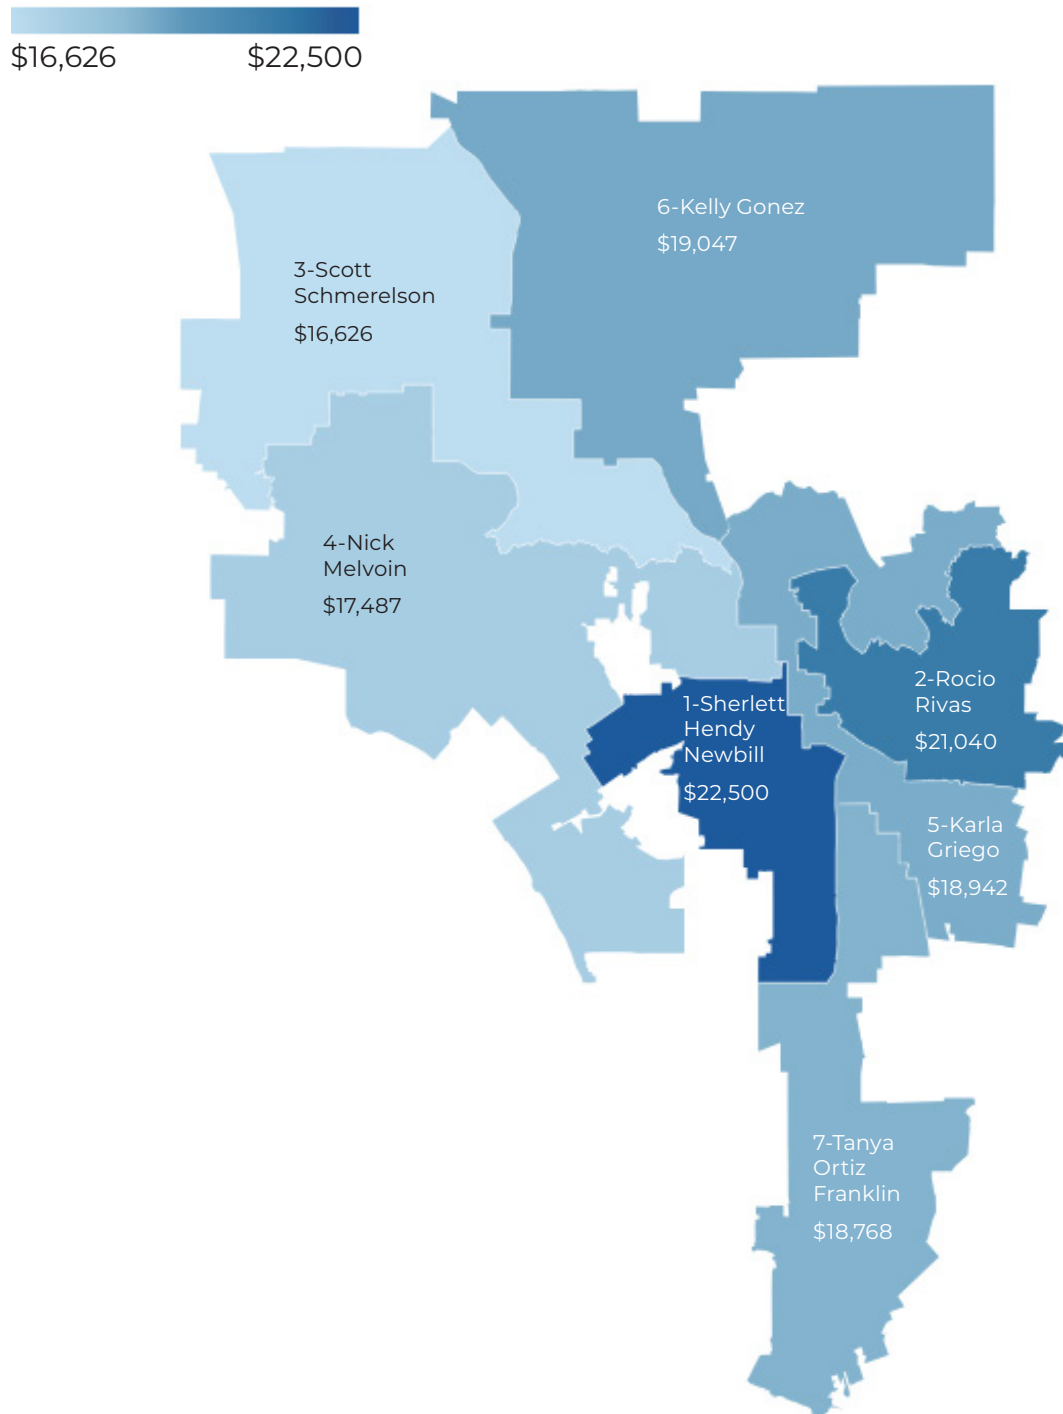 $16,626 $22,500
6-Kelly Gonez
$19,047
3-Scott
Schmerelson
$16,626
4-Nick
Melvoin
$17,487
2-Rocio
Rivas
$21,040
1-Sherlett
Hendy
Newbill
$22,500
5-Karla
Griego
$18,942
7-Tanya
Ortiz
Franklin
$18,768